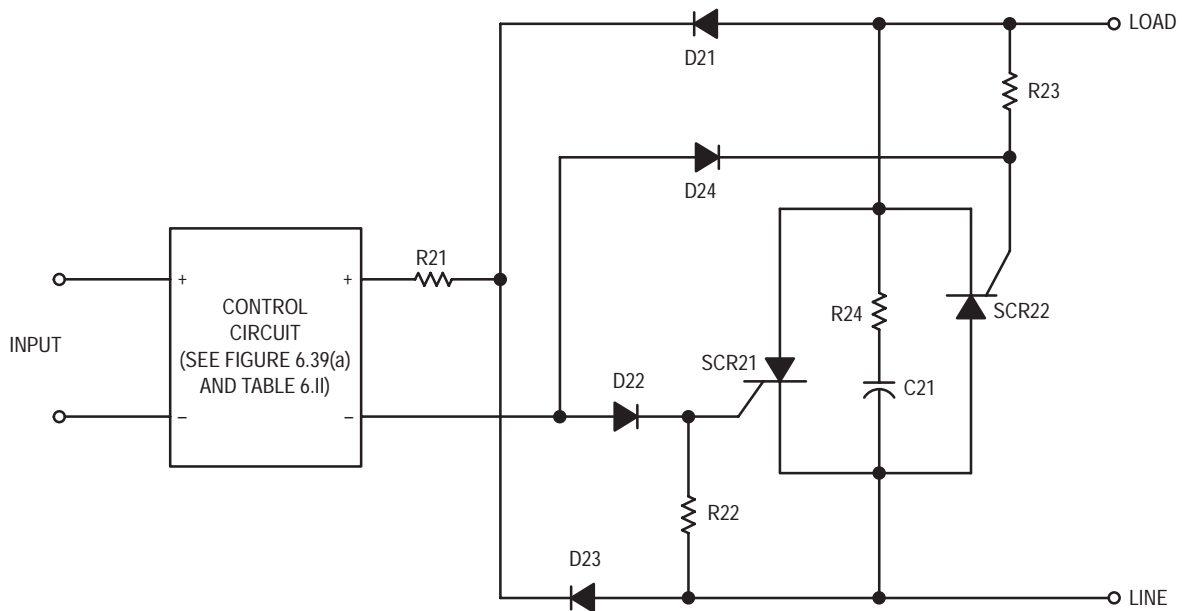 LOAD
D21
R23
D24
R21
+
+
CONTROL
CIRCUIT
(SEE FIGURE 6.39(a)
AND TABLE 6.II)
INPUT
R24
SCR22
SCR21
D22
C21
−
−
R22
D23
LINE